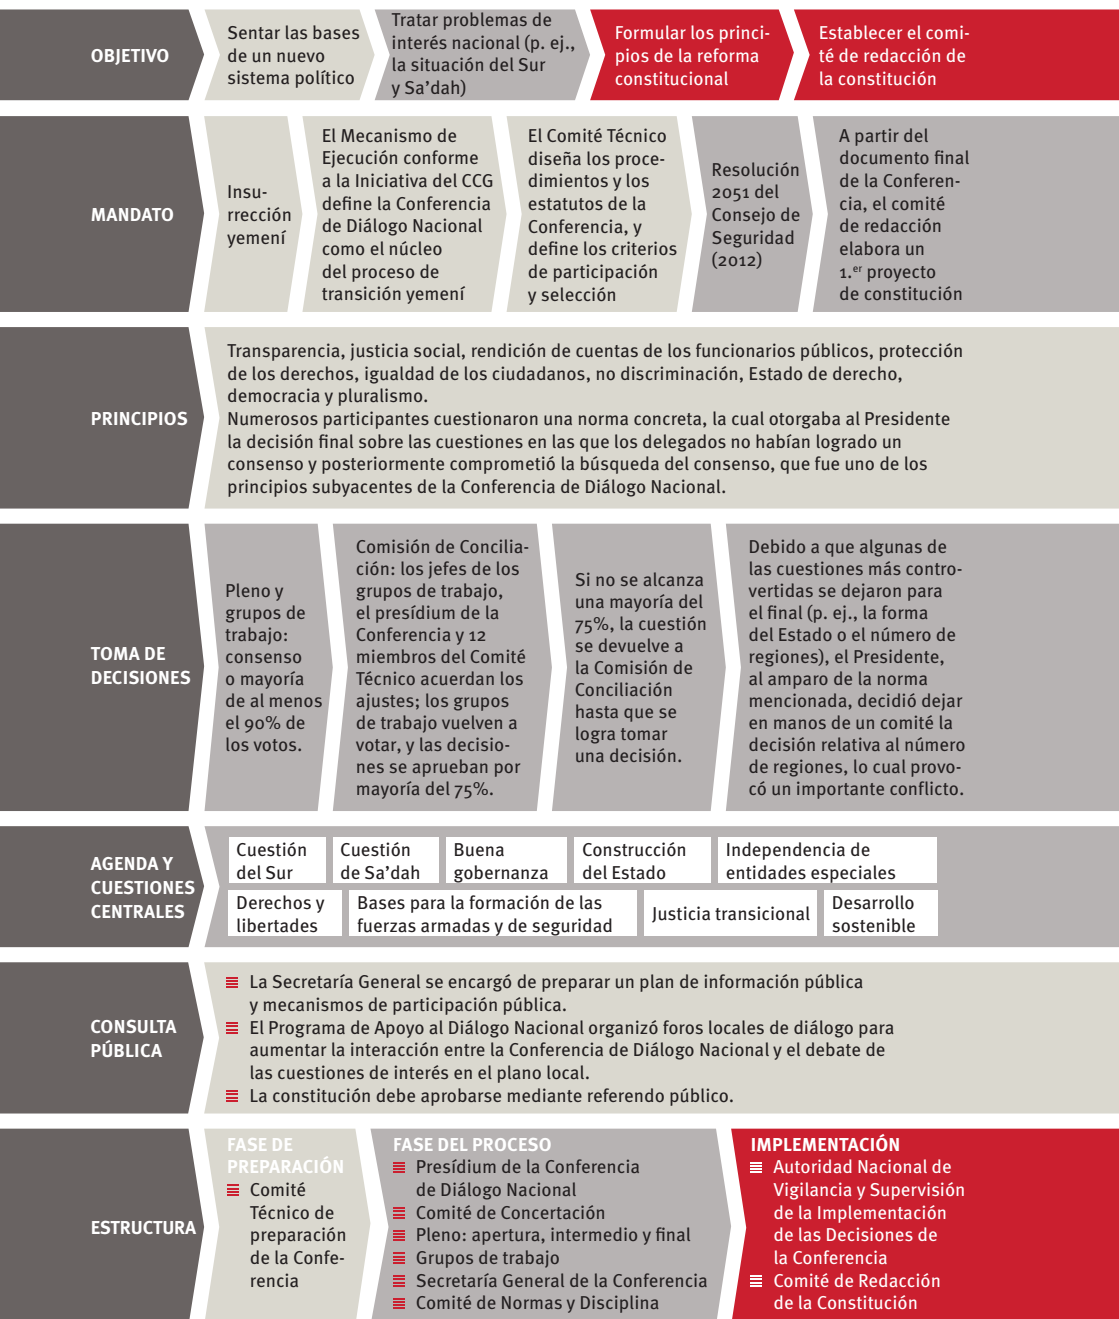 OBJETIVO
Sentar las bases
de un nuevo
sistema político
Tratar problemas de
interés nacional (p. ej.,
la situación del Sur
y Sa’dah)
Formular los princi-
pios de la reforma
constitucional
Establecer el comi-
té de redacción de
la constitución
MANDATO
Insu-
rrección
yemení
El Mecanismo de
Ejecución conforme
a la Iniciativa del CCG
define la Conferencia
de Diálogo Nacional
como el núcleo
del proceso de
transición yemení
El Comité Técnico
diseña los proce-
dimientos y los
estatutos de la
Conferencia, y
define los criterios
de participación
y selección
Resolución
2051 del
Consejo de
Seguridad
(2012)
A partir del
documento final
de la Conferen-
cia, el comité
de redacción
elabora un
1.er proyecto
de constitución
PRINCIPIOS
Transparencia, justicia social, rendición de cuentas de los funcionarios públicos, protección
de los derechos, igualdad de los ciudadanos, no discriminación, Estado de derecho,
democracia y pluralismo.
Numerosos participantes cuestionaron una norma concreta, la cual otorgaba al Presidente
la decisión final sobre las cuestiones en las que los delegados no habían logrado un
consenso y posteriormente comprometió la búsqueda del consenso, que fue uno de los
principios subyacentes de la Conferencia de Diálogo Nacional.
TOMA DE
DECISIONES
Pleno y
grupos de
trabajo:
consenso
o mayoría
de al menos
el 90% de
los votos.
Comisión de Concilia-
ción: los jefes de los
grupos de trabajo,
el presídium de la
Conferencia y 12
miembros del Comité
Técnico acuerdan los
ajustes; los grupos
de trabajo vuelven a
votar, y las decisio-
nes se aprueban por
mayoría del 75%.
Si no se alcanza
una mayoría del
75%, la cuestión
se devuelve a
la Comisión de
Conciliación
hasta que se
logra tomar
una decisión.
Debido a que algunas de
las cuestiones más contro-
vertidas se dejaron para
el final (p. ej., la forma
del Estado o el número de
regiones), el Presidente,
al amparo de la norma
mencionada, decidió dejar
en manos de un comité la
decisión relativa al número
de regiones, lo cual provo-
có un importante conflicto.
AGENDA Y
CUESTIONES
CENTRALES
Cuestión
del Sur
Cuestión
de Sa’dah
Buena
gobernanza
Construcción
del Estado
Independencia de
entidades especiales
Derechos y
libertades
Bases para la formación de las
fuerzas armadas y de seguridad
Justicia transicional
Desarrollo
sostenible
CONSULTA
PÚBLICA
La Secretaría General se encargó de preparar un plan de información pública
y mecanismos de participación pública.
El Programa de Apoyo al Diálogo Nacional organizó foros locales de diálogo para
aumentar la interacción entre la Conferencia de Diálogo Nacional y el debate de
las cuestiones de interés en el plano local.
La constitución debe aprobarse mediante referendo público.
ESTRUCTURA
FASE DE
PREPARACIÓN
Comité
Técnico de
preparación
de la Confe-
rencia
FASE DEL PROCESO
Presídium de la Conferencia
de Diálogo Nacional
Comité de Concertación
Pleno: apertura, intermedio y final
Grupos de trabajo
Secretaría General de la Conferencia
Comité de Normas y Disciplina
IMPLEMENTACIÓN
Autoridad Nacional de
Vigilancia y Supervisión
de la Implementación
de las Decisiones de
la Conferencia
Comité de Redacción
de la Constitución